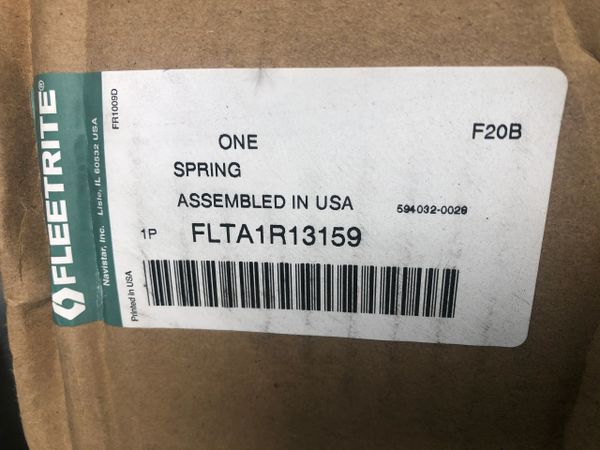 FLEETRITE®
Navistar, Inc. Lisle, IL 60532 USA
FR1009D
Printed in USA
ONE
F20B
SPRING
ASSEMBLED IN USA
594032-0028
1P FLTA1R13159